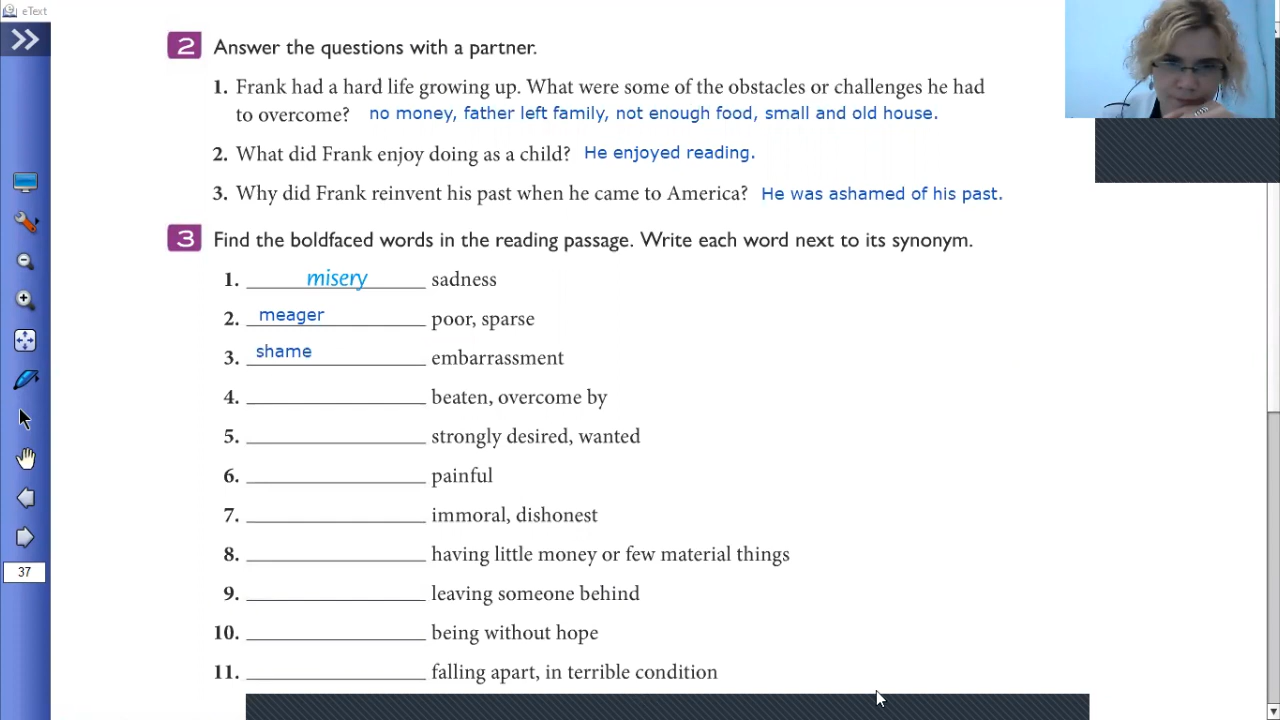 eText
2 Answer the questions with a partner.
1. Frank had a hard life growing up. What were some of the obstacles or challenges he had
to overcome? no money, father left family, not enough food, small and old house.
2. What did Frank enjoy doing as a child? He enjoyed reading.
3. Why did Frank reinvent his past when he came to America? He was ashamed of his past.
3 Find the boldfaced words in the reading passage. Write each word next to its synonym.
1. misery sadness
2. meager poor, sparse
3. shame embarrassment
4. beaten, overcome by
5. strongly desired, wanted
6. painful
7. immoral, dishonest
8. having little money or few material things
9. leaving someone behind
10. being without hope
11. falling apart, in terrible condition
37